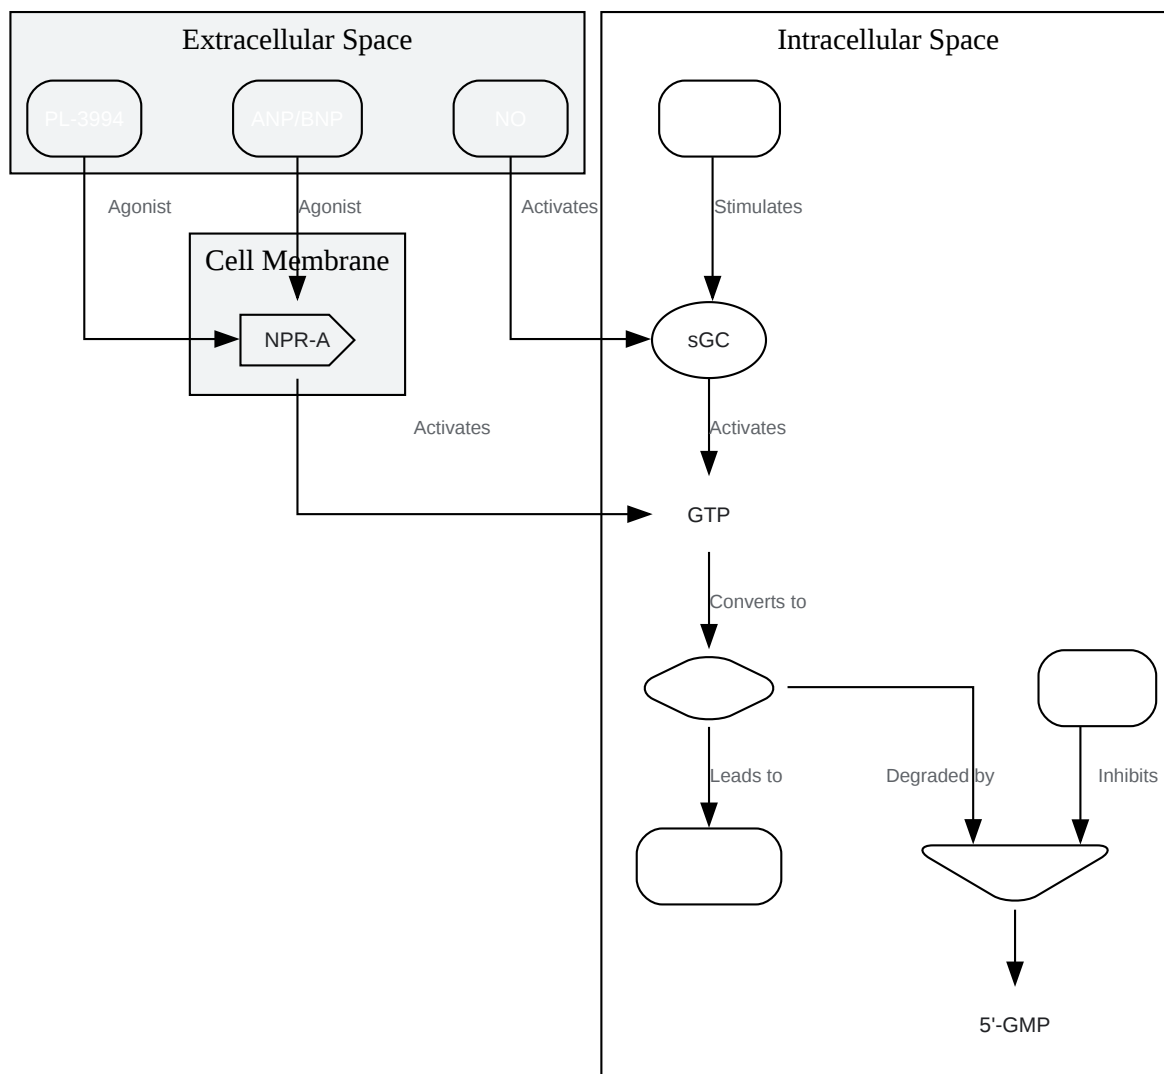 Extracellular Space
Intracellular Space
PL-3994
ANP/BNP
NO
Agonist
Agonist
Activates
Stimulates
Cell Membrane
NPR-A
sGC
Activates
Activates
GTP
Converts to
Leads to
Degraded by
Inhibits
5'-GMP